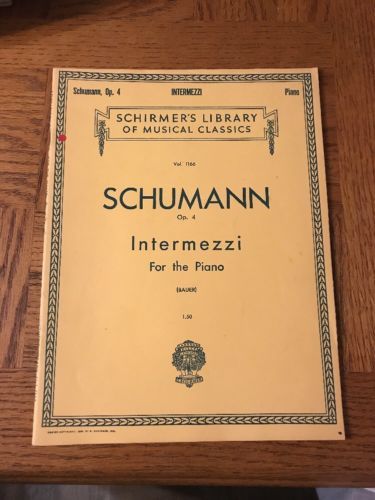 Schumann, Op. 4 INTERMEZZI Piano
SCHIRMER'S LIBRARY
OF MUSICAL CLASSICS
Vol. 1166
SCHUMANN
Op. 4
Intermezzi
For the Piano
(BAUER)
1.50